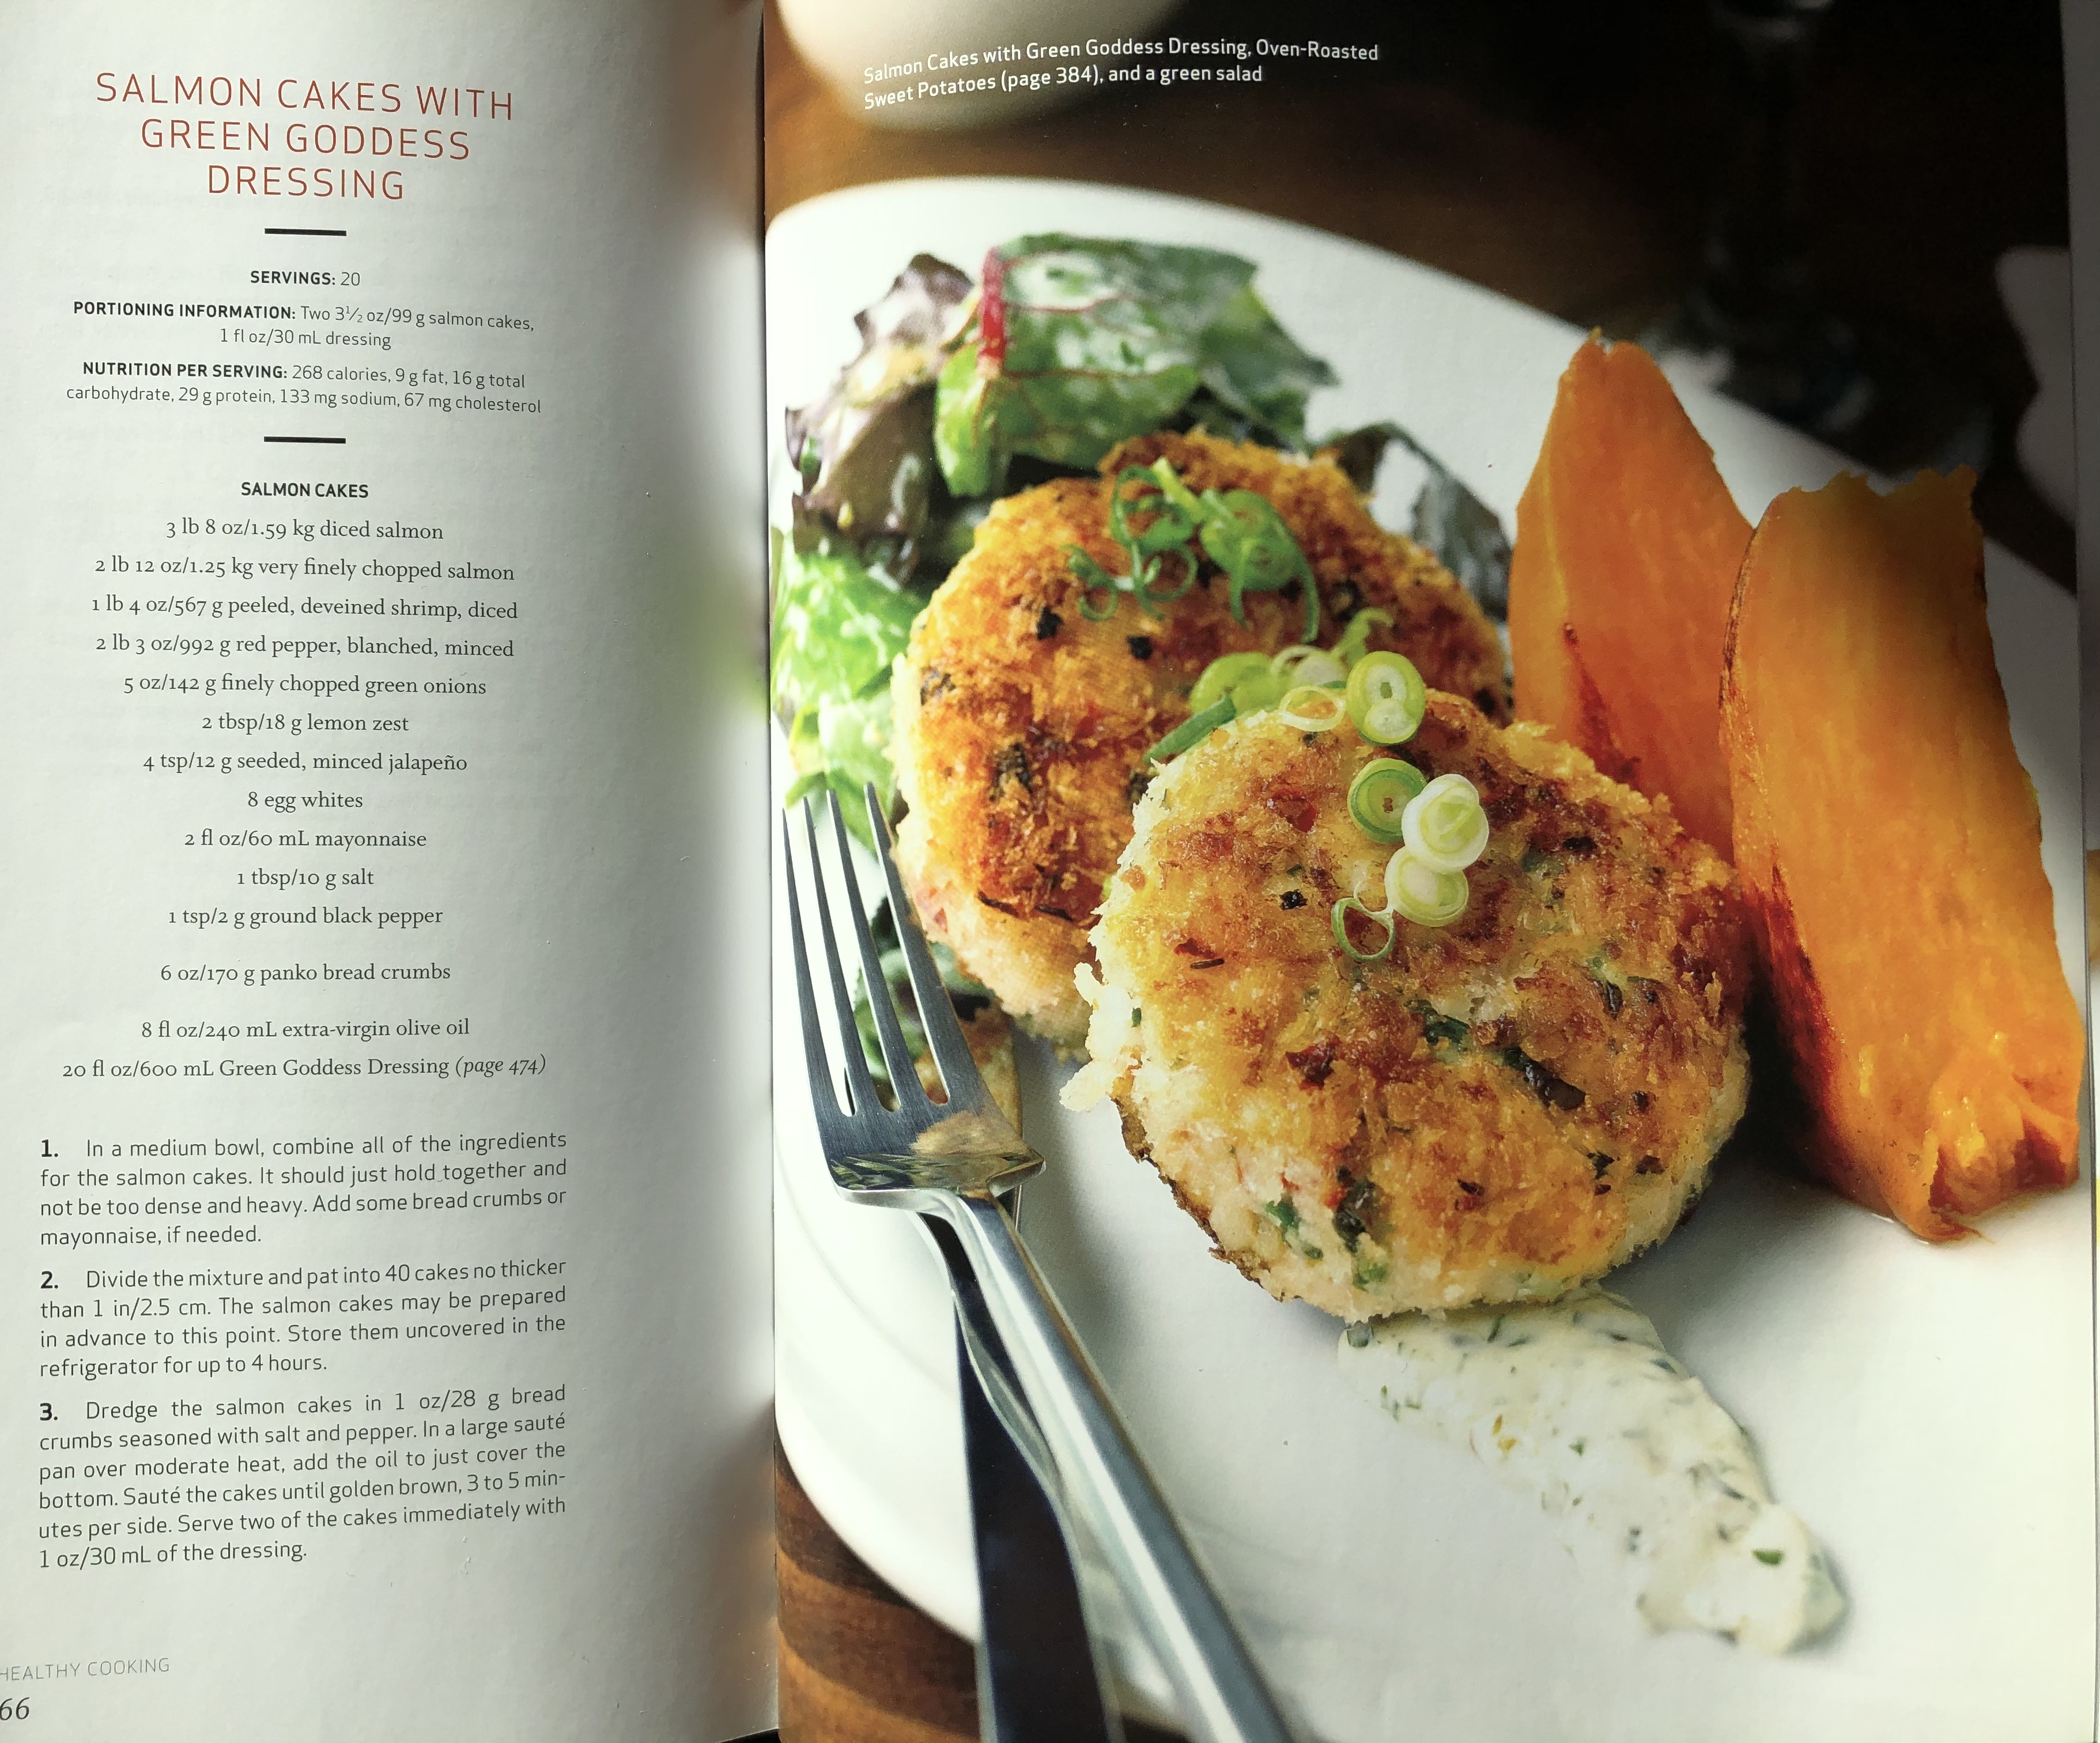 SALMON CAKES WITH
GREEN GODDESS
DRESSING
SERVINGS: 20
PORTIONING INFORMATION: Two 3½ oz/99 g salmon cakes,
1 fl oz/30 mL dressing
NUTRITION PER SERVING: 268 calories, 9 g fat, 16 g total
carbohydrate, 29 g protein, 133 mg sodium, 67 mg cholesterol
SALMON CAKES
3 lb 8 oz/1.59 kg diced salmon
2 lb 12 oz/1.25 kg very finely chopped salmon
1 lb 4 oz/567 g peeled, deveined shrimp, diced
2 lb 3 oz/992 g red pepper, blanched, minced
5 oz/142 g finely chopped green onions
2 tbsp/18 g lemon zest
4 tsp/12 g seeded, minced jalapeño
8 egg whites
2 fl oz/60 mL mayonnaise
1 tbsp/10 g salt
1 tsp/2 g ground black pepper
6 oz/170 g panko bread crumbs
8 fl oz/240 mL extra-virgin olive oil
20 fl oz/600 mL Green Goddess Dressing (page 474)
1. In a medium bowl, combine all of the ingredients
for the salmon cakes. It should just hold together and
not be too dense and heavy. Add some bread crumbs or
mayonnaise, if needed.
2. Divide the mixture and pat into 40 cakes no thicker
than 1 in/2.5 cm. The salmon cakes may be prepared
in advance to this point. Store them uncovered in the
refrigerator for up to 4 hours.
3. Dredge the salmon cakes in 1 oz/28 g bread
crumbs seasoned with salt and pepper. In a large sauté
pan over moderate heat, add the oil to just cover the
bottom. Sauté the cakes until golden brown, 3 to 5 min-
utes per side. Serve two of the cakes immediately with
1 oz/30 mL of the dressing.
HEALTHY COOKING
66
Salmon Cakes with Green Goddess Dressing, Oven-Roasted
Sweet Potatoes (page 384), and a green salad